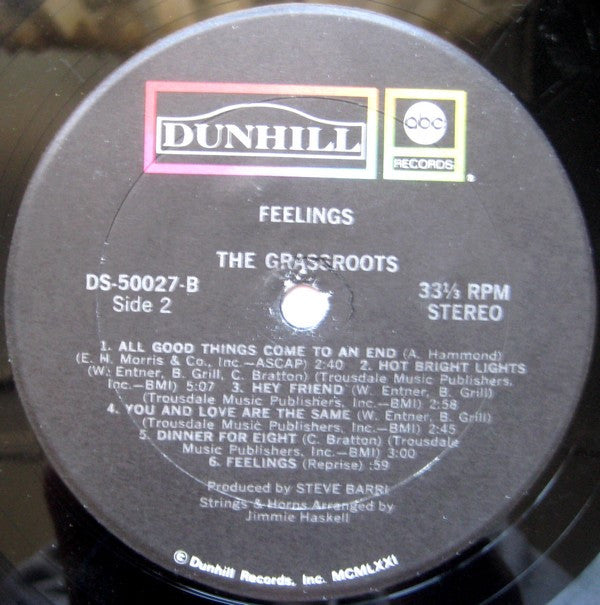 DUNHILL
abc
RECORDS
®
FEELINGS
THE GRASSROOTS
DS-50027-B
Side 2
33⅓ RPM
STEREO
1. ALL GOOD THINGS COME TO AN END (A. Hammond)
(E. H. Morris & Co., Inc.—ASCAP) 2:40 2. HOT BRIGHT LIGHTS
(W. Entner, B. Grill, C. Bratton) (Trousdale Music Publishers,
Inc.—BMI) 5:07 3. HEY FRIEND (W. Entner, B. Grill)
(Trousdale Music Publishers, Inc.—BMI) 2:58
4. YOU AND LOVE ARE THE SAME (W. Entner, B. Grill)
(Trousdale Music Publishers, Inc.—BMI) 2:45
5. DINNER FOR EIGHT (C. Bratton) (Trousdale
Music Publishers, Inc.—BMI) 3:00
6. FEELINGS (Reprise) :59
Produced by STEVE BARRI
Strings & Horns Arranged by
Jimmie Haskell
© Dunhill Records, Inc. MCMLXXI